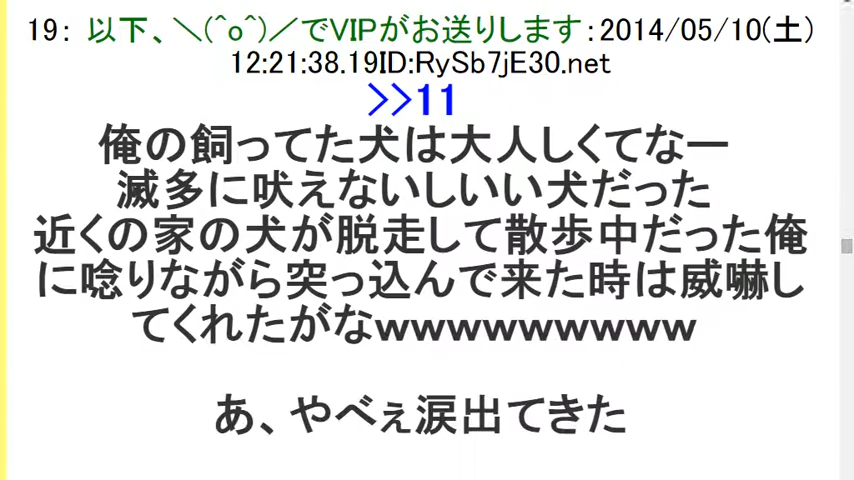 19： 以下、＼(^o^)／でVIPがお送りします：2014/05/10(土)
12:21:38.19ID:RySb7jE30.net
>>11
俺の飼ってた犬は大人しくてなー
滅多に吠えないしいい犬だった
近くの家の犬が脱走して散歩中だった俺
に唸りながら突っ込んで来た時は威嚇し
てくれたがなwwwwwwwwww
あ、やべぇ涙出てきた